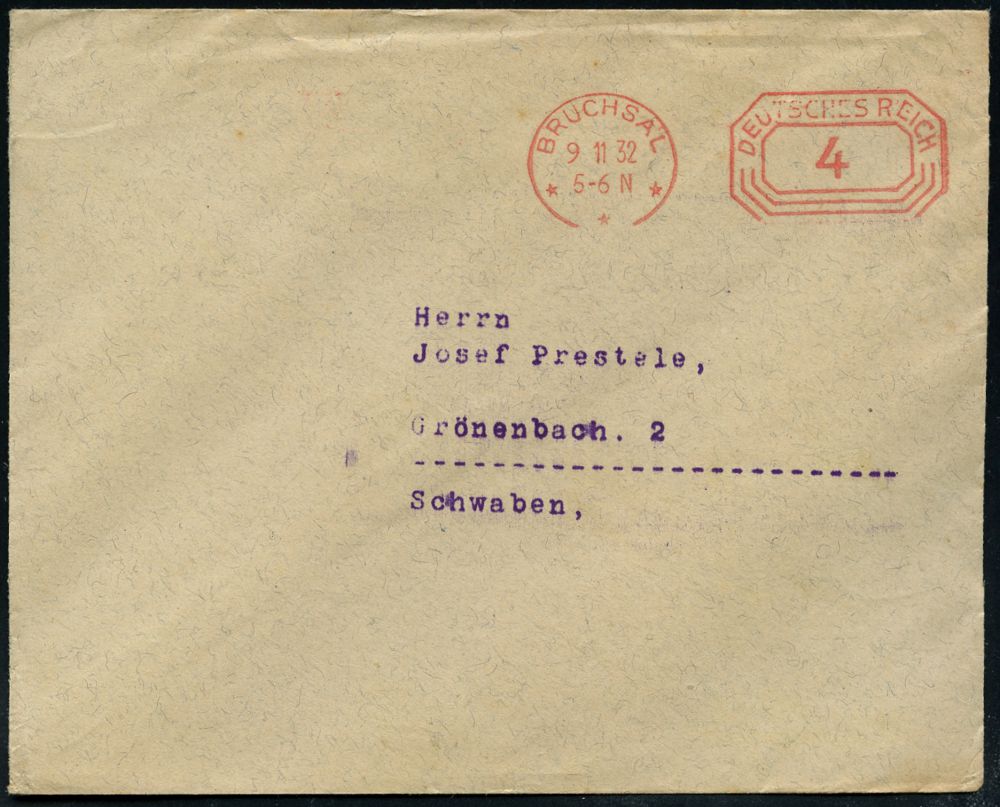 BRUCHSAL
9 11 32
5-6 N
DEUTSCHES REICH
4
Herrn
Josef Prestele,
Grönenbach. 2
---------------------------
Schwaben,